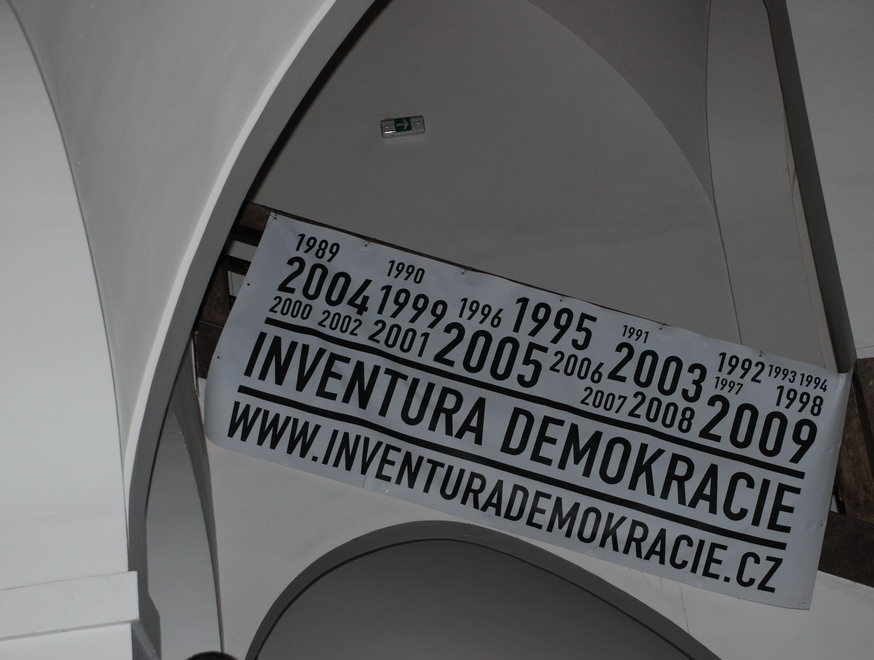 1989 1990
2004 1999 1996 1995 1991 1992 1993 1994
2000 2002 2001 2005 2006 2003 1997 1998
2007 2008 2009
INVENTURA DEMOKRACIE
WWW.INVENTURADEMOKRACIE.CZ